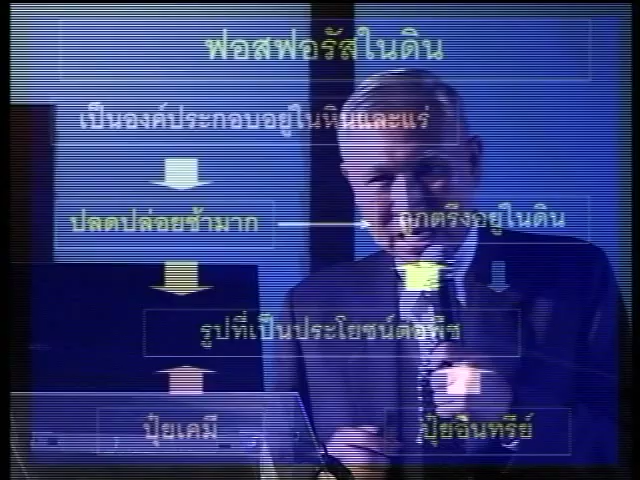 ฟอสฟอรัสในดิน
เป็นองค์ประกอบอยู่ในหินและแร่
ปลดปล่อยช้ามาก
ถูกตรึงอยู่ในดิน
รูปที่เป็นประโยชน์ต่อพืช
ปุ๋ยเคมี
ปุ๋ยอินทรีย์